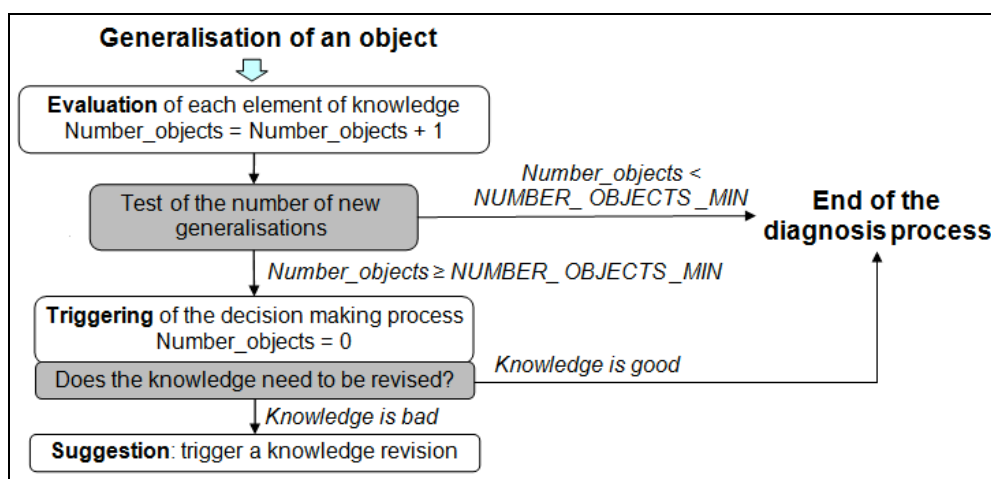 Generalisation of an object
Evaluation of each element of knowledge
Number_objects = Number_objects + 1
Number_objects <
NUMBER_ OBJECTS _MIN
Test of the number of new
generalisations
End of the
diagnosis process
Number_objects ≥ NUMBER_ OBJECTS _MIN
Triggering of the decision making process
Number_objects = 0
Does the knowledge need to be revised?
Knowledge is good
Knowledge is bad
Suggestion: trigger a knowledge revision